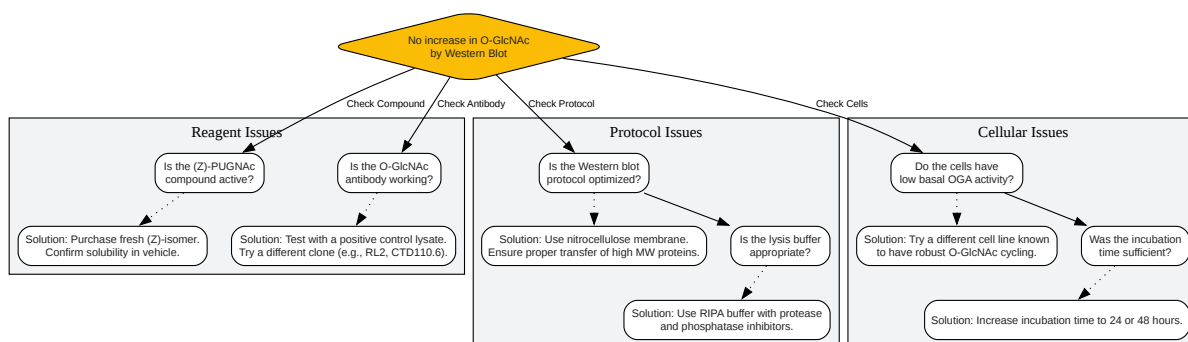 No increase in O-GlcNAc
by Western Blot
Check Compound
Check Antibody
Check Protocol
Check Cells
Reagent Issues
Is the (Z)-PUGNAc
compound active?
Is the O-GlcNAc
antibody working?
Solution: Purchase fresh (Z)-isomer.
Confirm solubility in vehicle.
Solution: Test with a positive control lysate.
Try a different clone (e.g., RL2, CTD110.6).
Protocol Issues
Is the Western blot
protocol optimized?
Solution: Use nitrocellulose membrane.
Ensure proper transfer of high MW proteins.
Is the lysis buffer
appropriate?
Solution: Use RIPA buffer with protease
and phosphatase inhibitors.
Cellular Issues
Do the cells have
low basal OGA activity?
Solution: Try a different cell line known
to have robust O-GlcNAc cycling.
Was the incubation
time sufficient?
Solution: Increase incubation time to 24 or 48 hours.